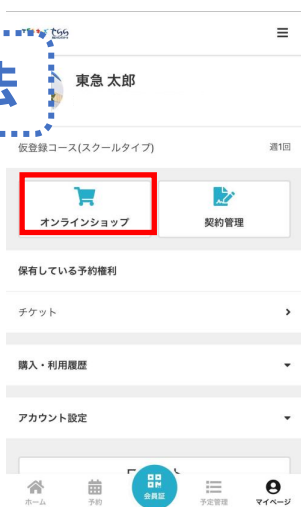 法
東急 太郎
仮登録コース(スクールタイプ) 週1回
オンラインショップ 契約管理
保有している予約権利
チケット
購入・利用履歴
アカウント設定
ホーム 予約 会員証 予定管理 マイページ